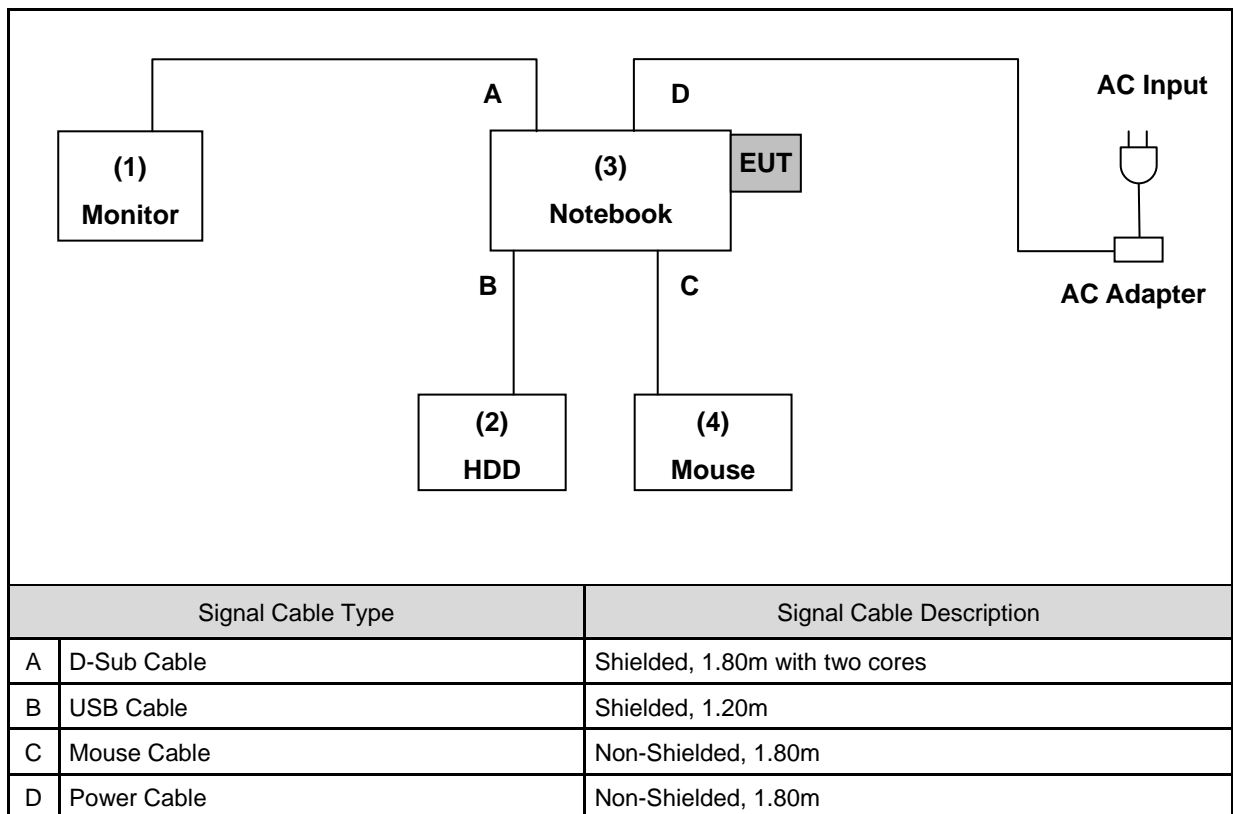 A
D
AC Input
(1)
Monitor
(3)
Notebook
EUT
AC Adapter
B
C
(2)
HDD
(4)
Mouse
Signal Cable Type Signal Cable Description
A D-Sub Cable Shielded, 1.80m with two cores
B USB Cable Shielded, 1.20m
C Mouse Cable Non-Shielded, 1.80m
D Power Cable Non-Shielded, 1.80m